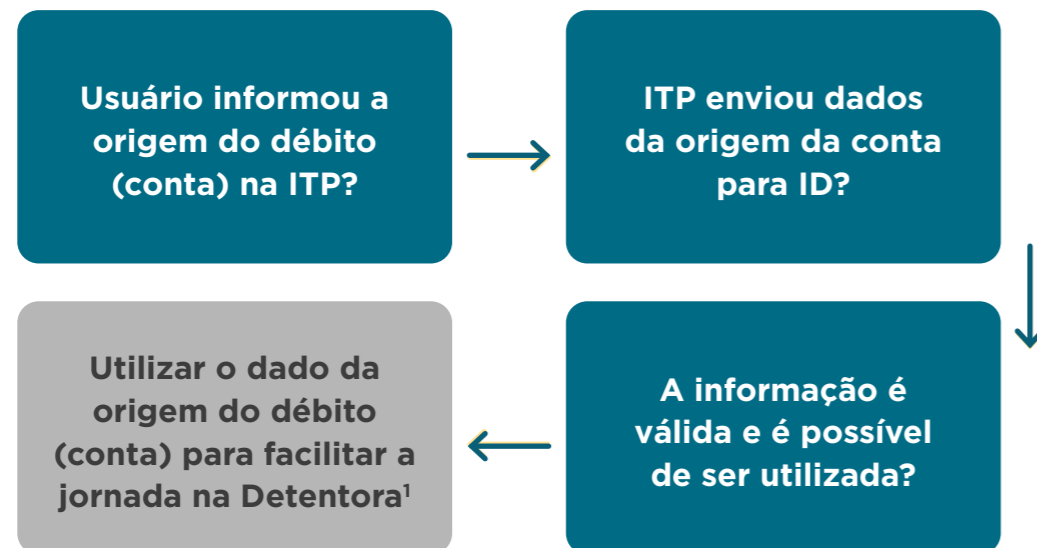 Usuário informou a
origem do débito
(conta) na ITP?
ITP enviou dados
da origem da conta
para ID?
A informação é
válida e é possível
de ser utilizada?
Utilizar o dado da
origem do débito
(conta) para facilitar a
jornada na Detentora¹